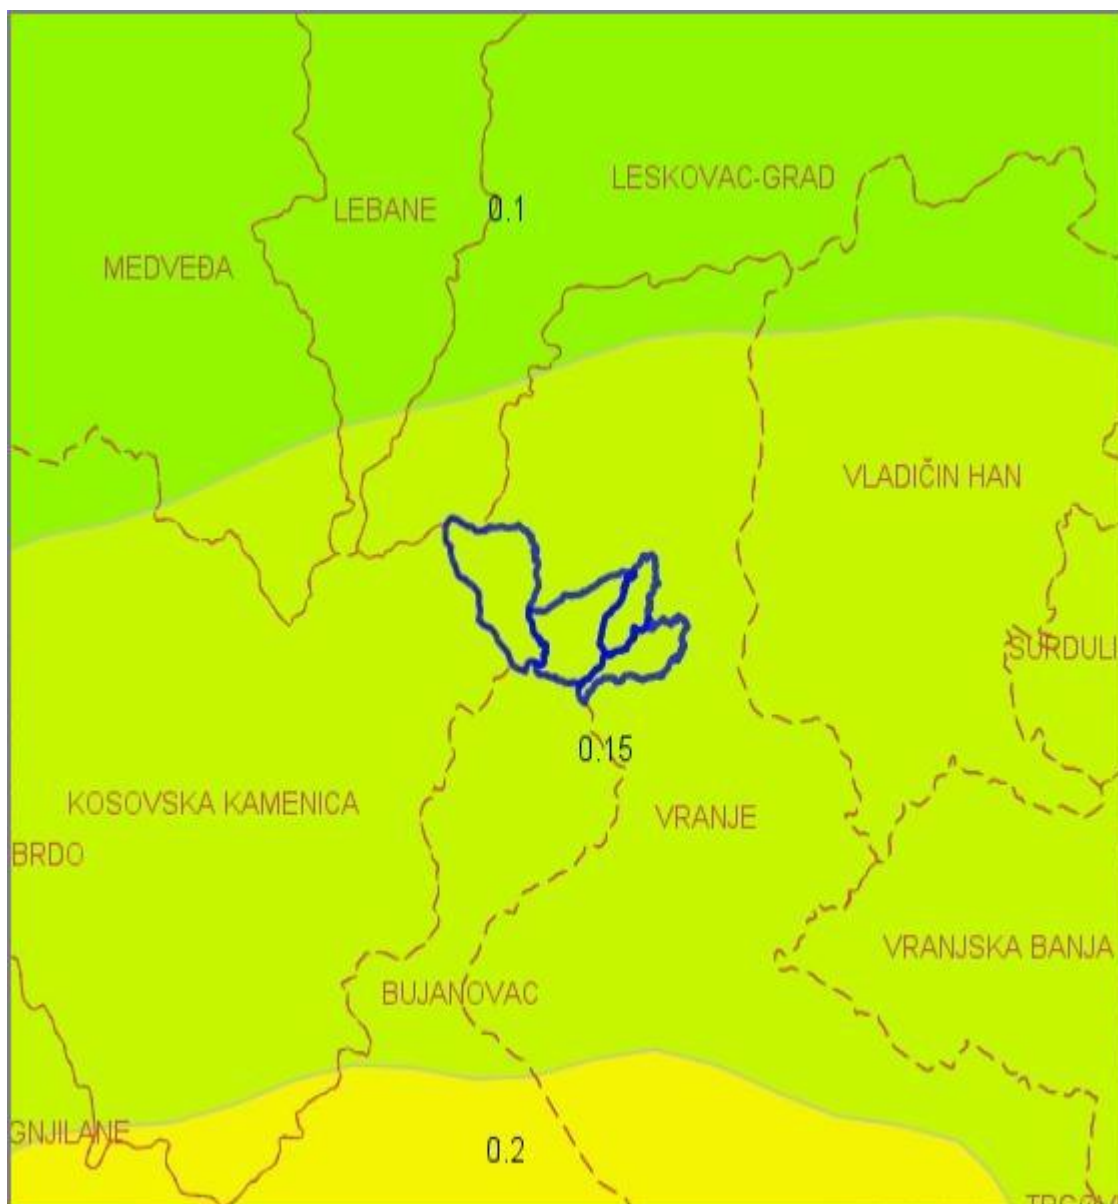 LESKOVAC-GRAD
LEBANE
0.1
MEDVEĐA
VLADIČIN HAN
SURDULI
0.15
KOSOVSKA KAMENICA
VRANJE
BRDO
VRANJSKA BANJA
BUJANOVAC
GNJILANE
0.2